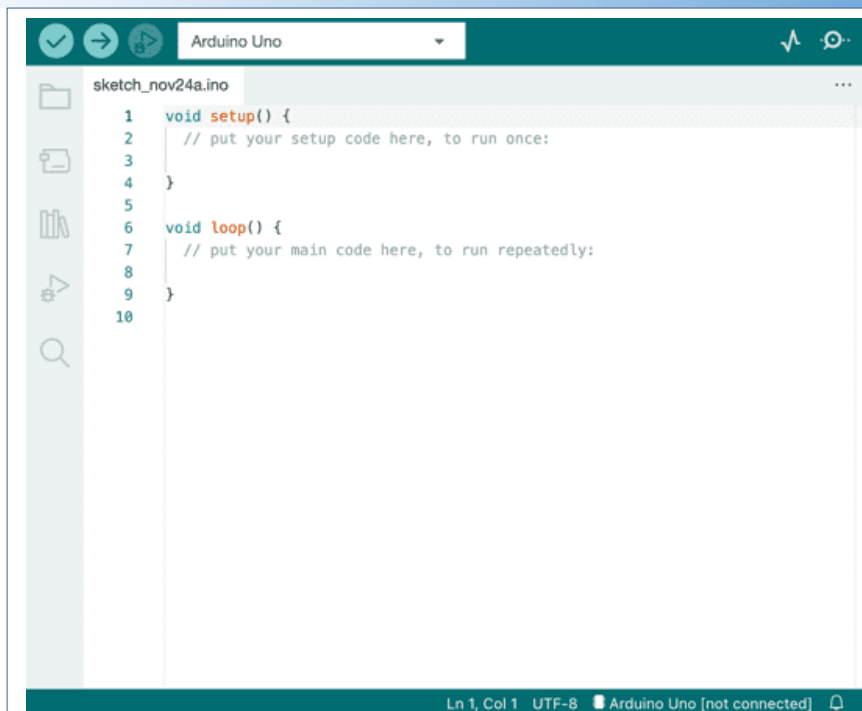 Arduino Uno
sketch_nov24a.ino
...
1 void setup() {
2 // put your setup code here, to run once:
3
4 }
5
6 void loop() {
7 // put your main code here, to run repeatedly:
8
9 }
10
Ln 1, Col 1 UTF-8 Arduino Uno [not connected]